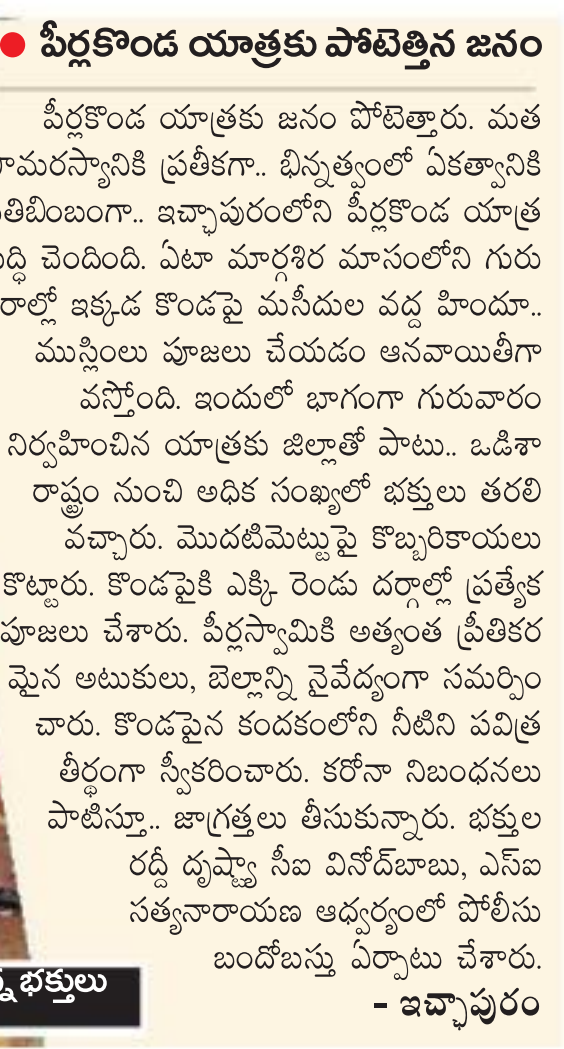 ● పీర్లకొండ యాత్రకు పోటెత్తిన జనం
పీర్లకొండ యాత్రకు జనం పోటెత్తారు. మత
ప్రతీకగా.. భిన్నత్వంలో ఏకత్వానికి
ఇచ్ఛాపురంలోని పీర్లకొండ యాత్ర
చెందింది. ఏటా మార్గశిర మాసంలోని గురు
ఇక్కడ కొండపై మసీదుల వద్ద హిందూ..
ముస్లింలు పూజలు చేయడం ఆనవాయితీగా
వస్తోంది. ఇందులో భాగంగా గురువారం
నిర్వహించిన యాత్రకు జిల్లాతో పాటు.. ఒడిశా
రాష్ట్రం నుంచి అధిక సంఖ్యలో భక్తులు తరలి
వచ్చారు. మొదటిమెట్టుపై కొబ్బరికాయలు
కొట్టారు. కొండపైకి ఎక్కి రెండు దర్గాల్లో ప్రత్యేక
పూజలు చేశారు. పీర్లస్వామికి అత్యంత ప్రీతికర
మైన అటుకులు, బెల్లాన్ని నైవేద్యంగా సమర్పిం
చారు. కొండపైన కందకంలోని నీటిని పవిత్ర
తీర్థంగా స్వీకరించారు. కరోనా నిబంధనలు
పాటిస్తూ.. జాగ్రత్తలు తీసుకున్నారు. భక్తుల
రద్దీ దృష్ట్యా సీఐ వినోద్‌బాబు, ఎస్ఐ
సత్యనారాయణ ఆధ్వర్యంలో పోలీసు
బందోబస్తు ఏర్పాటు చేశారు.
- ఇచ్ఛాపురం
భక్తులు